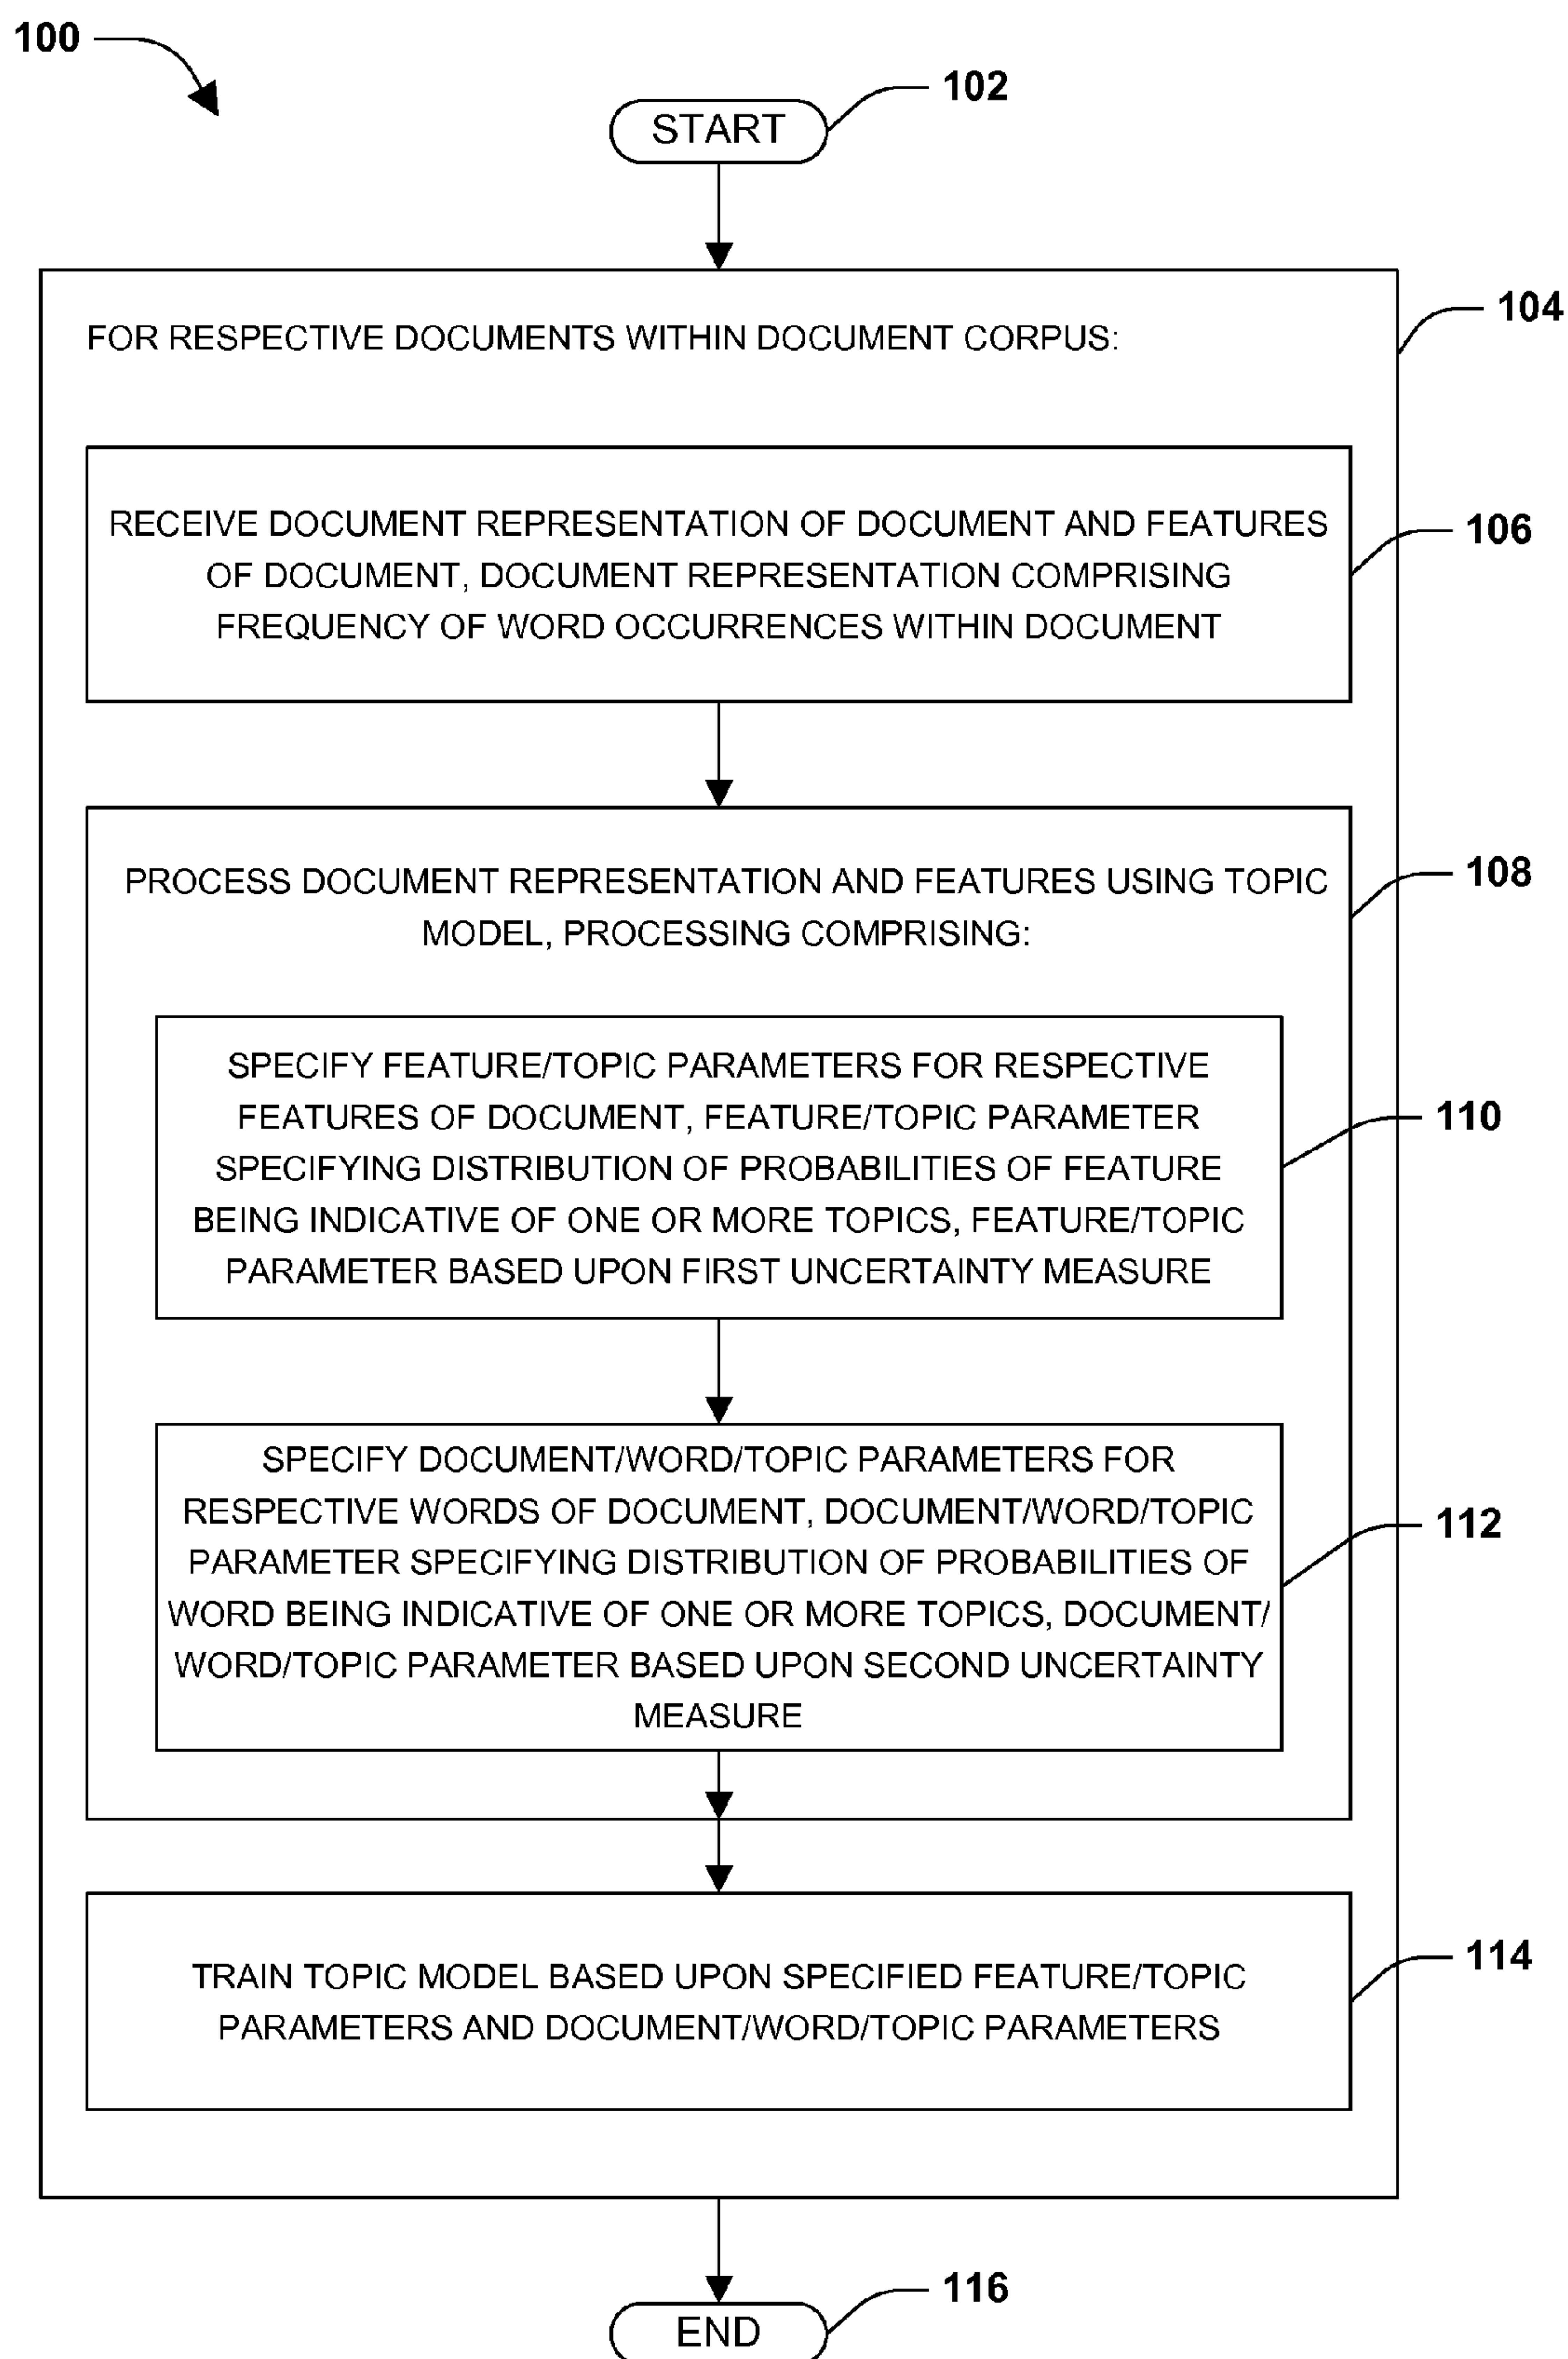 100
102
START
104
FOR RESPECTIVE DOCUMENTS WITHIN DOCUMENT CORPUS:
106
RECEIVE DOCUMENT REPRESENTATION OF DOCUMENT AND FEATURES
OF DOCUMENT, DOCUMENT REPRESENTATION COMPRISING
FREQUENCY OF WORD OCCURRENCES WITHIN DOCUMENT
108
PROCESS DOCUMENT REPRESENTATION AND FEATURES USING TOPIC
MODEL, PROCESSING COMPRISING:
110
SPECIFY FEATURE/TOPIC PARAMETERS FOR RESPECTIVE
FEATURES OF DOCUMENT, FEATURE/TOPIC PARAMETER
SPECIFYING DISTRIBUTION OF PROBABILITIES OF FEATURE
BEING INDICATIVE OF ONE OR MORE TOPICS, FEATURE/TOPIC
PARAMETER BASED UPON FIRST UNCERTAINTY MEASURE
112
SPECIFY DOCUMENT/WORD/TOPIC PARAMETERS FOR
RESPECTIVE WORDS OF DOCUMENT, DOCUMENT/WORD/TOPIC
PARAMETER SPECIFYING DISTRIBUTION OF PROBABILITIES OF
WORD BEING INDICATIVE OF ONE OR MORE TOPICS, DOCUMENT/
WORD/TOPIC PARAMETER BASED UPON SECOND UNCERTAINTY
MEASURE
114
TRAIN TOPIC MODEL BASED UPON SPECIFIED FEATURE/TOPIC
PARAMETERS AND DOCUMENT/WORD/TOPIC PARAMETERS
116
END